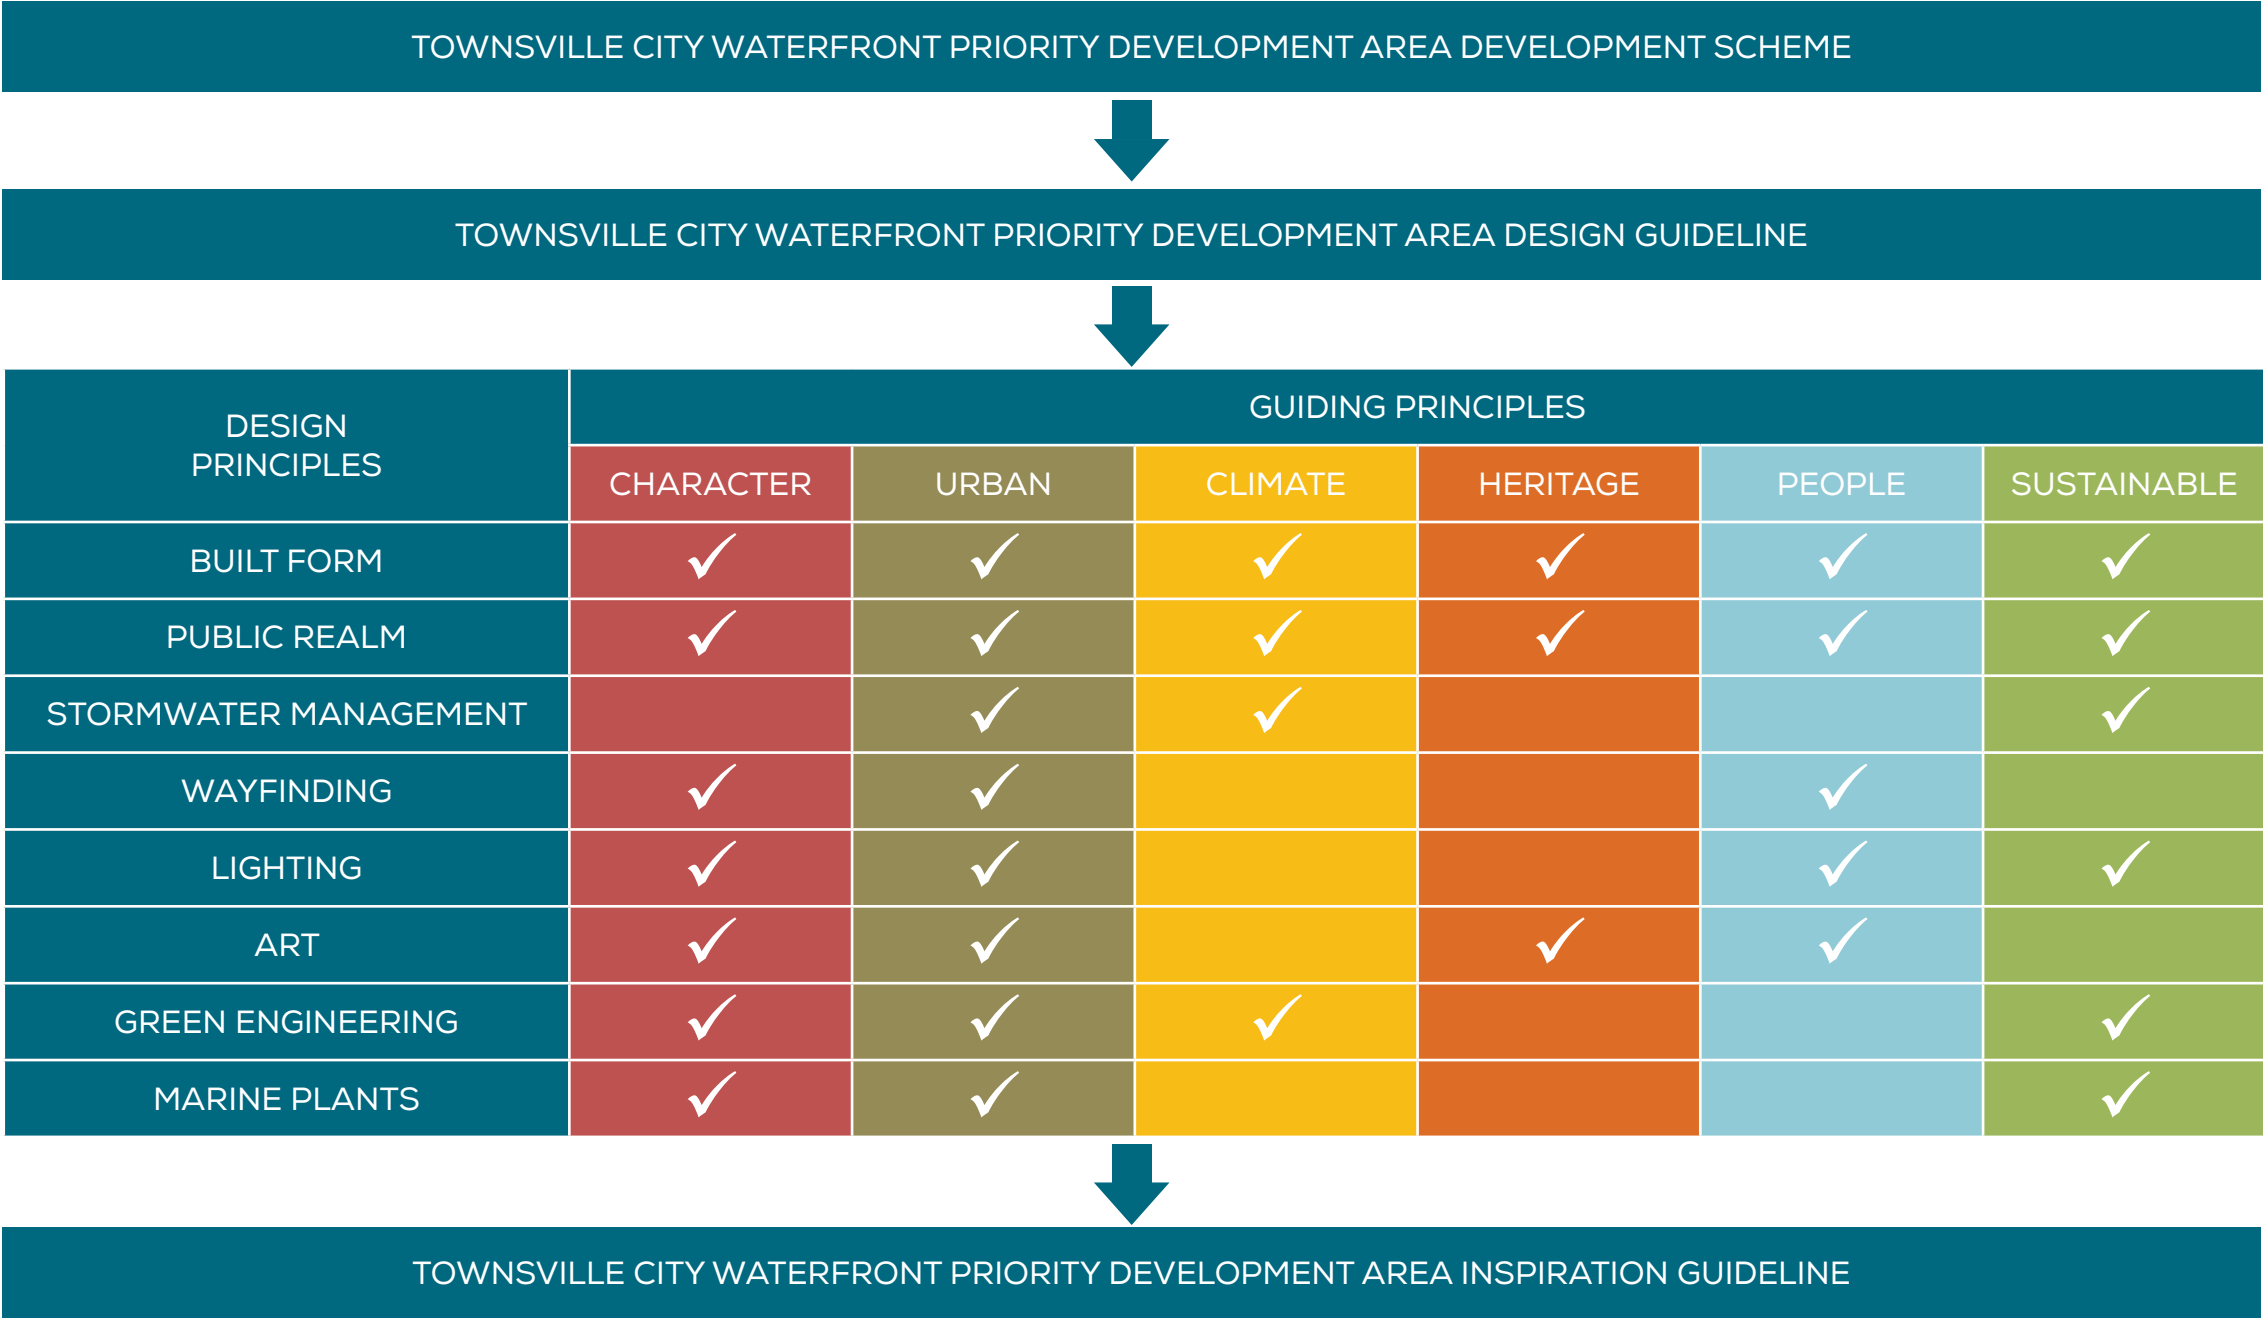 TOWNSVILLE CITY WATERFRONT PRIORITY DEVELOPMENT AREA DEVELOPMENT SCHEME
TOWNSVILLE CITY WATERFRONT PRIORITY DEVELOPMENT AREA DESIGN GUIDELINE
DESIGN
PRINCIPLES
GUIDING PRINCIPLES
CHARACTER URBAN CLIMATE HERITAGE PEOPLE SUSTAINABLE
BUILT FORM ✓ ✓ ✓ ✓ ✓ ✓
PUBLIC REALM ✓ ✓ ✓ ✓ ✓ ✓
STORMWATER MANAGEMENT ✓ ✓ ✓
WAYFINDING ✓ ✓ ✓
LIGHTING ✓ ✓ ✓ ✓
ART ✓ ✓ ✓ ✓
GREEN ENGINEERING ✓ ✓ ✓ ✓
MARINE PLANTS ✓ ✓ ✓
TOWNSVILLE CITY WATERFRONT PRIORITY DEVELOPMENT AREA INSPIRATION GUIDELINE